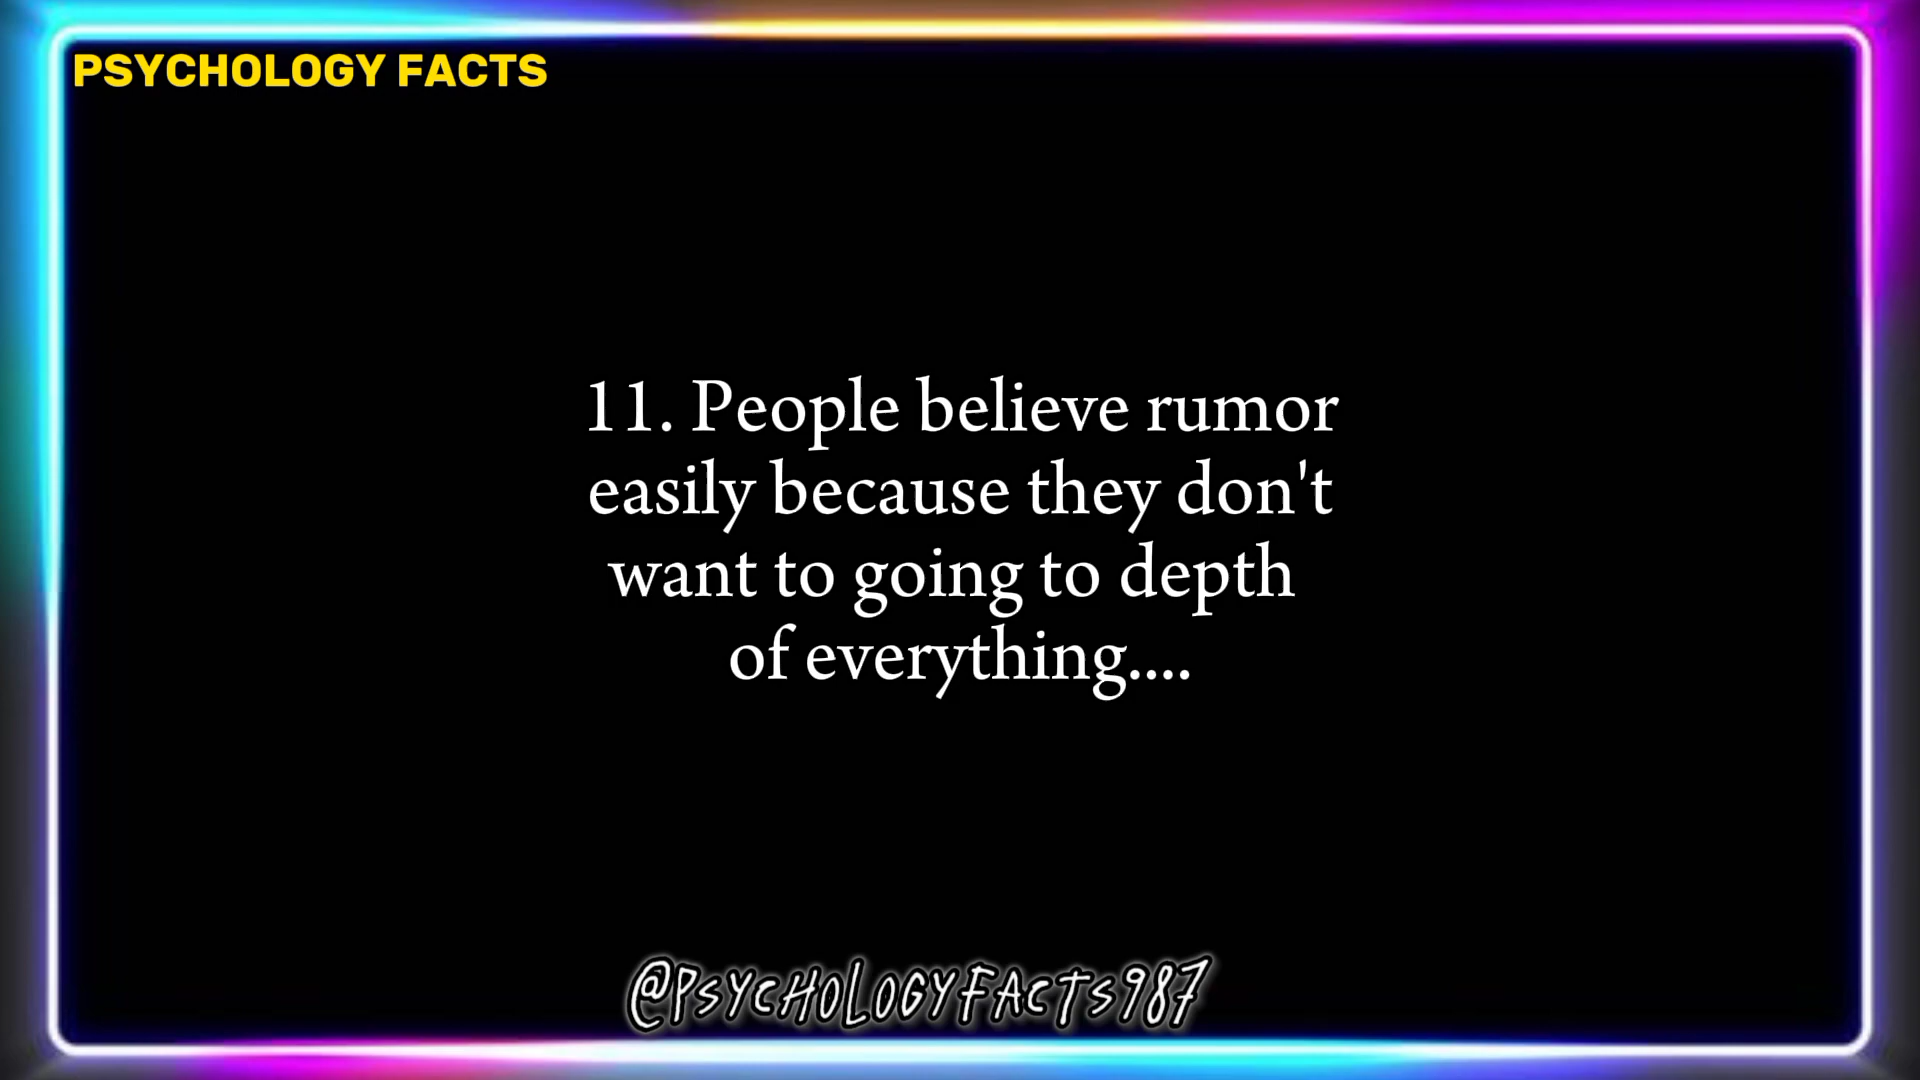 PSYCHOLOGY FACTS
11. People believe rumor
easily because they don't
want to going to depth
of everything....
@PSYCHOLOGYFACTS987